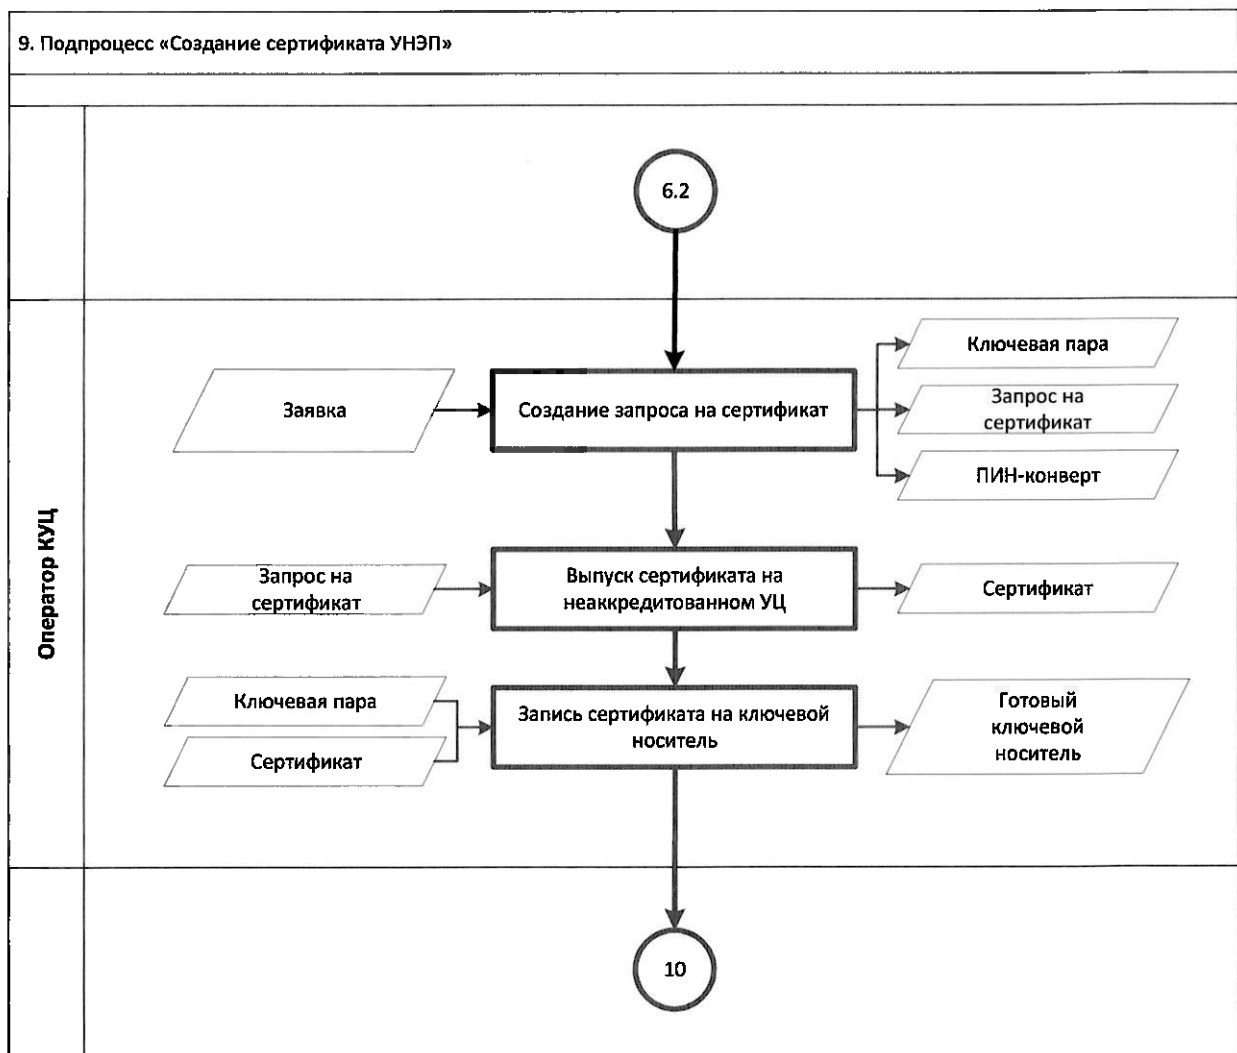 9. Подпроцесс «Создание сертификата УНЭП»
6.2
Оператор КУЦ
Заявка
Создание запроса на сертификат
Ключевая пара
Запрос на
сертификат
ПИН-конверт
Запрос на
сертификат
Выпуск сертификата на
неаккредитованном УЦ
Сертификат
Ключевая пара
Сертификат
Запись сертификата на ключевой
носитель
Готовый
ключевой
носитель
10